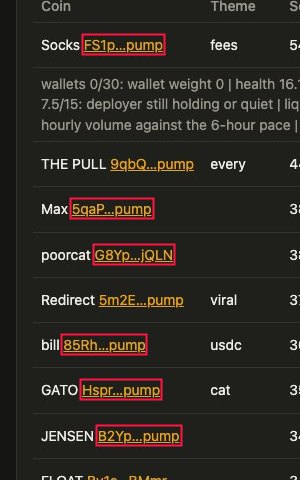 Coin Theme
Socks FS1p...pump fees
wallets 0/30: wallet weight 0 | health 16.
7.5/15: deployer still holding or quiet | liq
hourly volume against the 6-hour pace |
THE PULL 9qbQ...pump every
Max 5qaP...pump
poorcat G8Yp...jQLN
Redirect 5m2E...pump viral
bill 85Rh...pump usdc
GATO Hspr...pump cat
JENSEN B2Yp...pump